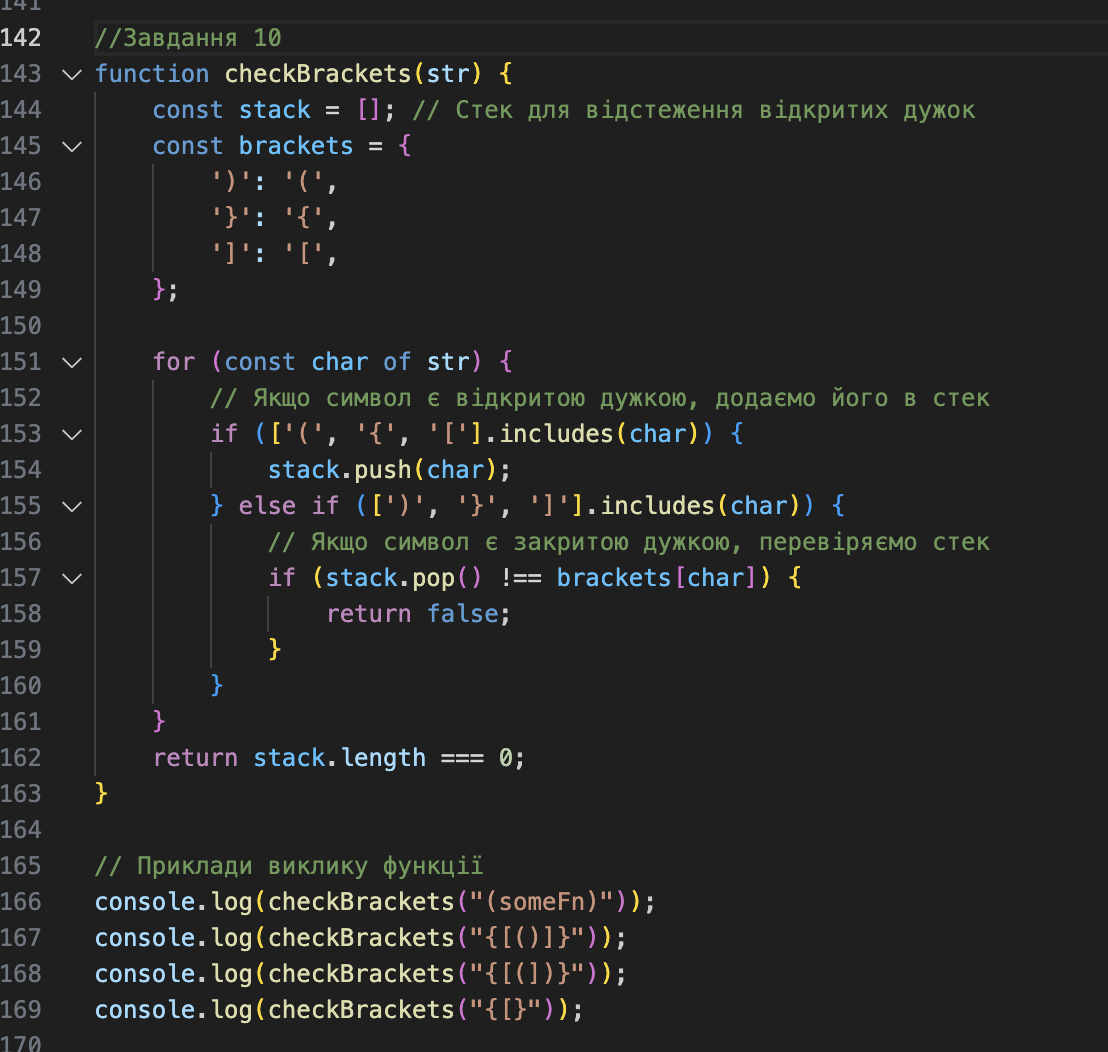 141
142 //Завдання 10
143 function checkBrackets(str) {
144     const stack = []; // Стек для відстеження відкритих дужок
145     const brackets = {
146         ')': '(',
147         '}': '{',
148         ']': '[',
149     };
150
151     for (const char of str) {
152         // Якщо символ є відкритою дужкою, додаємо його в стек
153         if (['(', '{', '['].includes(char)) {
154             stack.push(char);
155         } else if ([')', '}', ']'].includes(char)) {
156             // Якщо символ є закритою дужкою, перевіряємо стек
157             if (stack.pop() !== brackets[char]) {
158                 return false;
159             }
160         }
161     }
162     return stack.length === 0;
163 }
164
165 // Приклади виклику функції
166 console.log(checkBrackets("(someFn)"));
167 console.log(checkBrackets("{[()]}"));
168 console.log(checkBrackets("{[(])}"));
169 console.log(checkBrackets("{[}"));
170